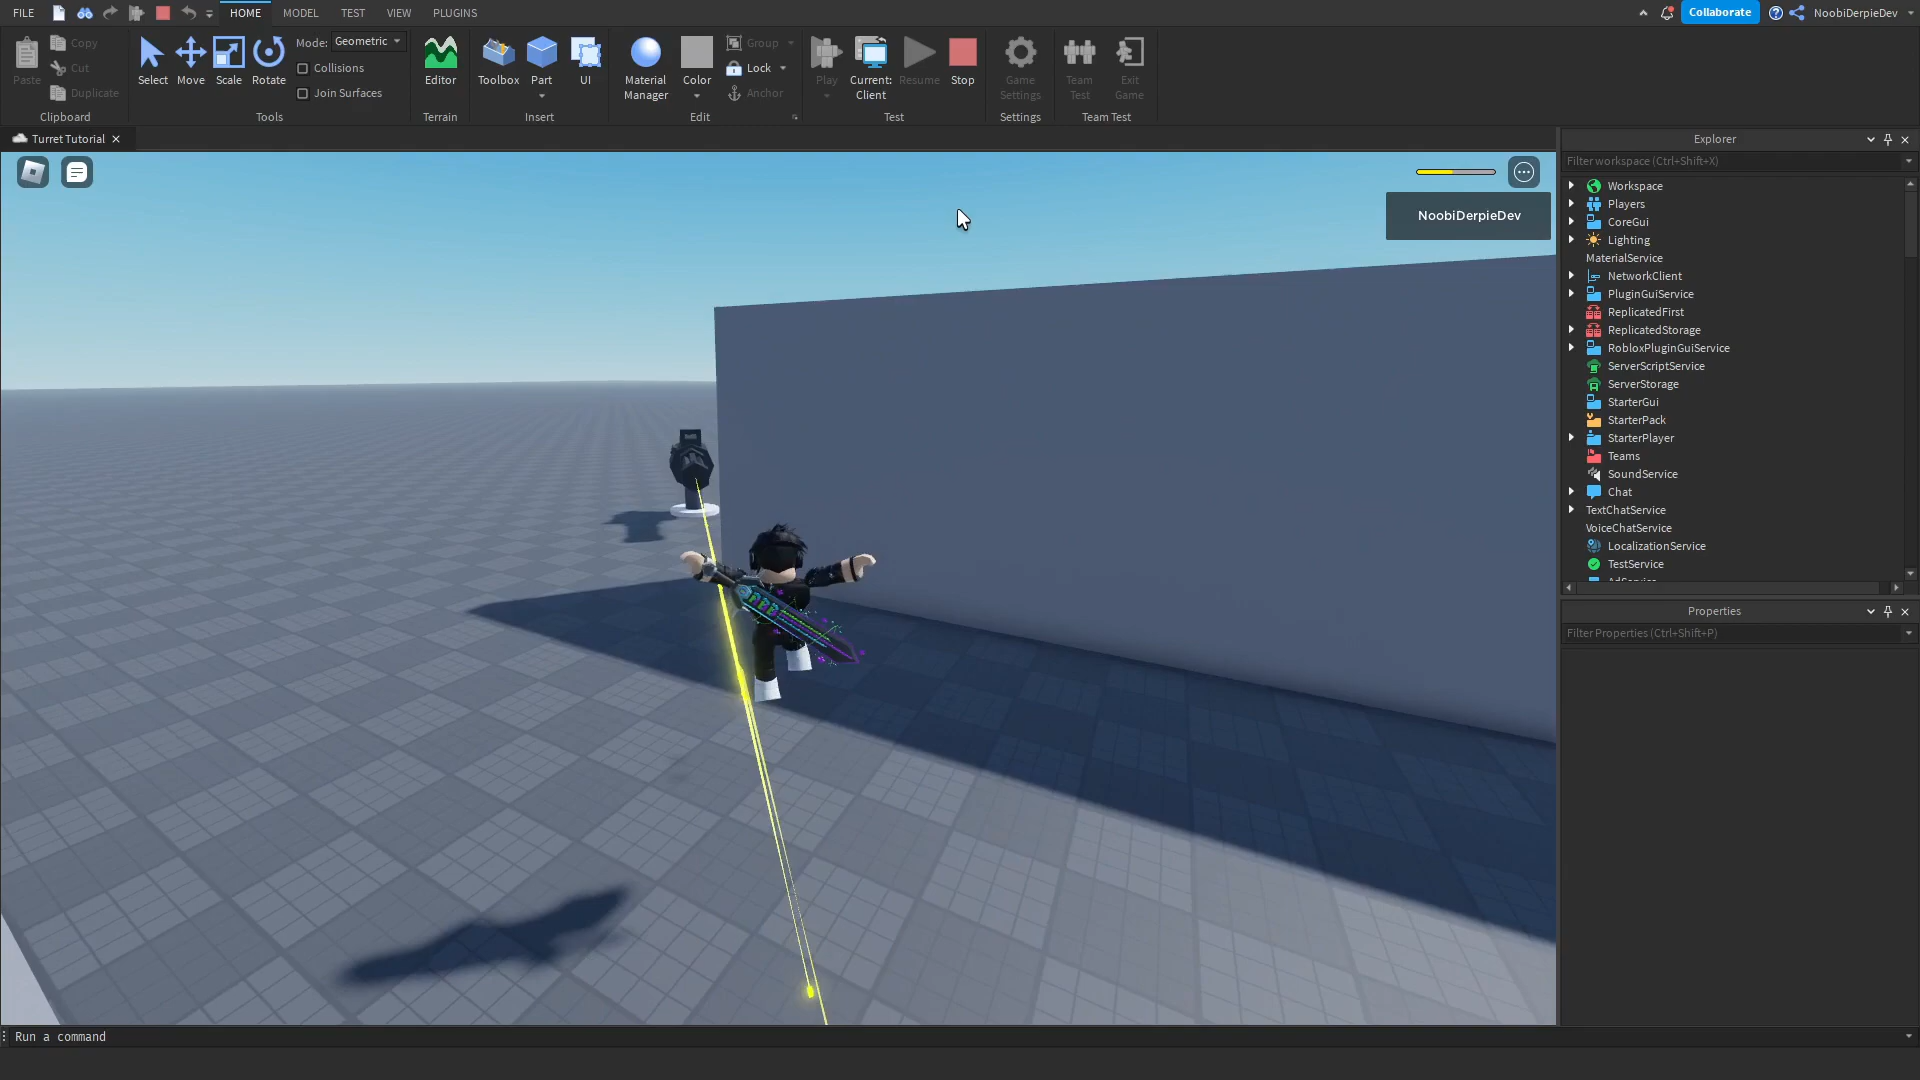 FILE HOME MODEL TEST VIEW PLUGINS Collaborate NoobiDerpieDev
Paste Copy Cut Duplicate
Clipboard
Select Move Scale Rotate Mode: Geometric
Collisions
Join Surfaces
Tools
Editor
Terrain
Toolbox Part UI
Insert
Material Manager Color Group
Lock
Anchor
Edit
Play Current: Client Resume Stop
Test
Game Settings
Settings
Team Test Exit Game
Team Test
Turret Tutorial
NoobiDerpieDev
Explorer
Filter workspace (Ctrl+Shift+X)
Workspace
Players
CoreGui
Lighting
MaterialService
NetworkClient
PluginGuiService
ReplicatedFirst
ReplicatedStorage
RobloxPluginGuiService
ServerScriptService
ServerStorage
StarterGui
StarterPack
StarterPlayer
Teams
SoundService
Chat
TextChatService
VoiceChatService
LocalizationService
TestService
Properties
Filter Properties (Ctrl+Shift+P)
Run a command